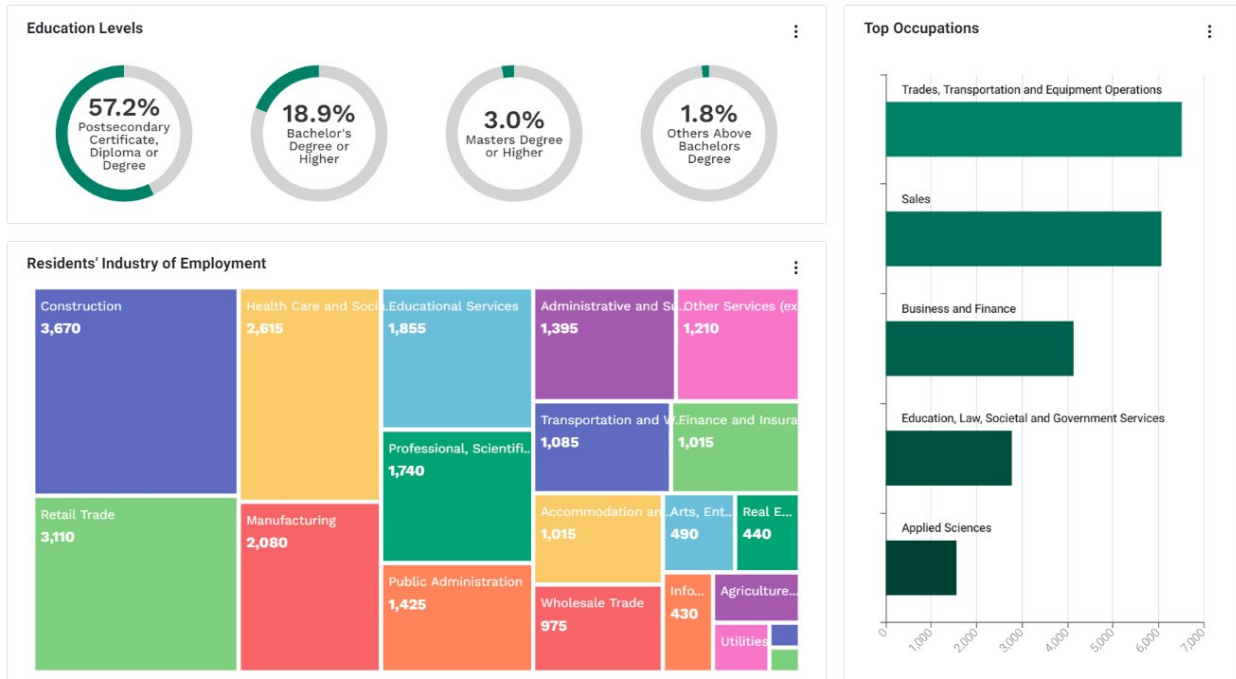 Education Levels
57.2%
Postsecondary
Certificate,
Diploma or
Degree
18.9%
Bachelor's
Degree or
Higher
3.0%
Masters Degree
or Higher
1.8%
Others Above
Bachelors
Degree
Residents' Industry of Employment
Construction
3,670
Retail Trade
3,110
Health Care and Soci...
2,615
Manufacturing
2,080
Educational Services
1,855
Professional, Scientifi...
1,740
Public Administration
1,425
Administrative and Su...
1,395
Other Services (ex
1,210
Transportation and W...
1,085
Finance and Insura
1,015
Accommodation an...
1,015
Arts, Ent...
490
Real E...
440
Wholesale Trade
975
Info...
430
Agriculture...
Utilities
Top Occupations
Trades, Transportation and Equipment Operations
Sales
Business and Finance
Education, Law, Societal and Government Services
Applied Sciences
0
1,000
2,000
3,000
4,000
5,000
6,000
7,000